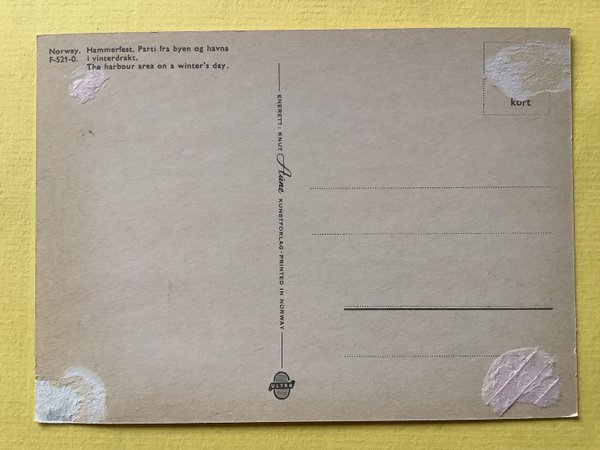 Norway. Hammerfest. Parti fra byen og havna
F-521-0. i vinterdrakt.
The harbour area on a winter's day.
kort
ENERETT: KNUT Aune KUNSTFORLAG - PRINTED IN NORWAY
ULTRA